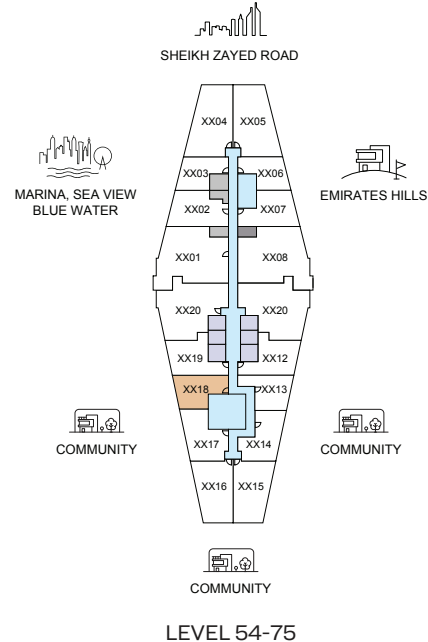 SHEIKH ZAYED ROAD
XX04 XX05
MARINA, SEA VIEW
BLUE WATER
EMIRATES HILLS
XX03 XX06
XX02 XX07
XX01 XX08
XX20 XX20
XX19 XX12
XX18 XX13
COMMUNITY
COMMUNITY
XX17 XX14
XX16 XX15
COMMUNITY
LEVEL 54-75